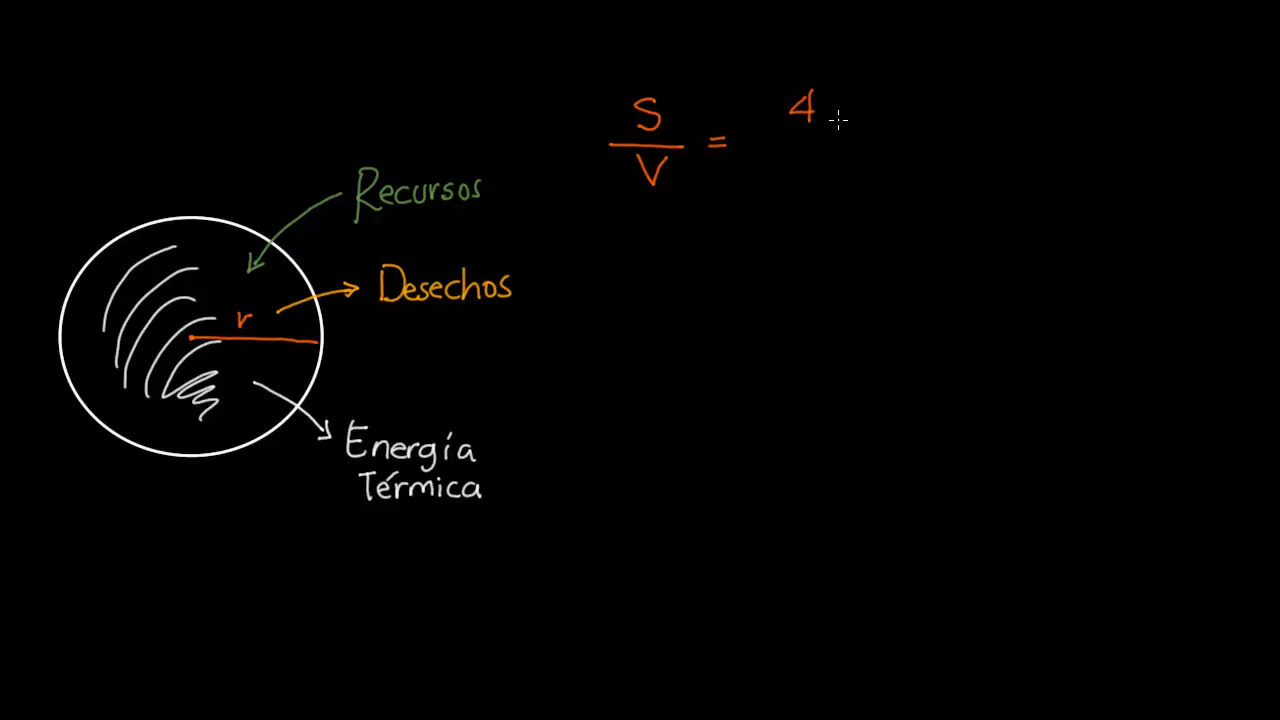 S
— = 4
V
Recursos
r
Desechos
Energía
Térmica